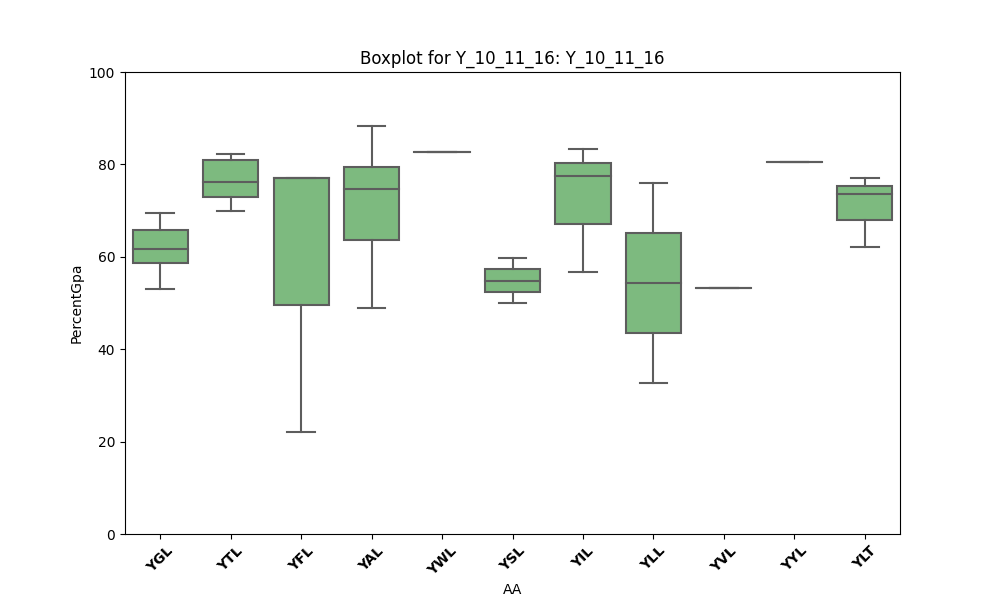 Boxplot for Y_10_11_16: Y_10_11_16
100
80
60
40
20
0
PercentGpa
YGL YTL YFL YAL YWL YSL YIL YLL YVL YYL YLT
AA